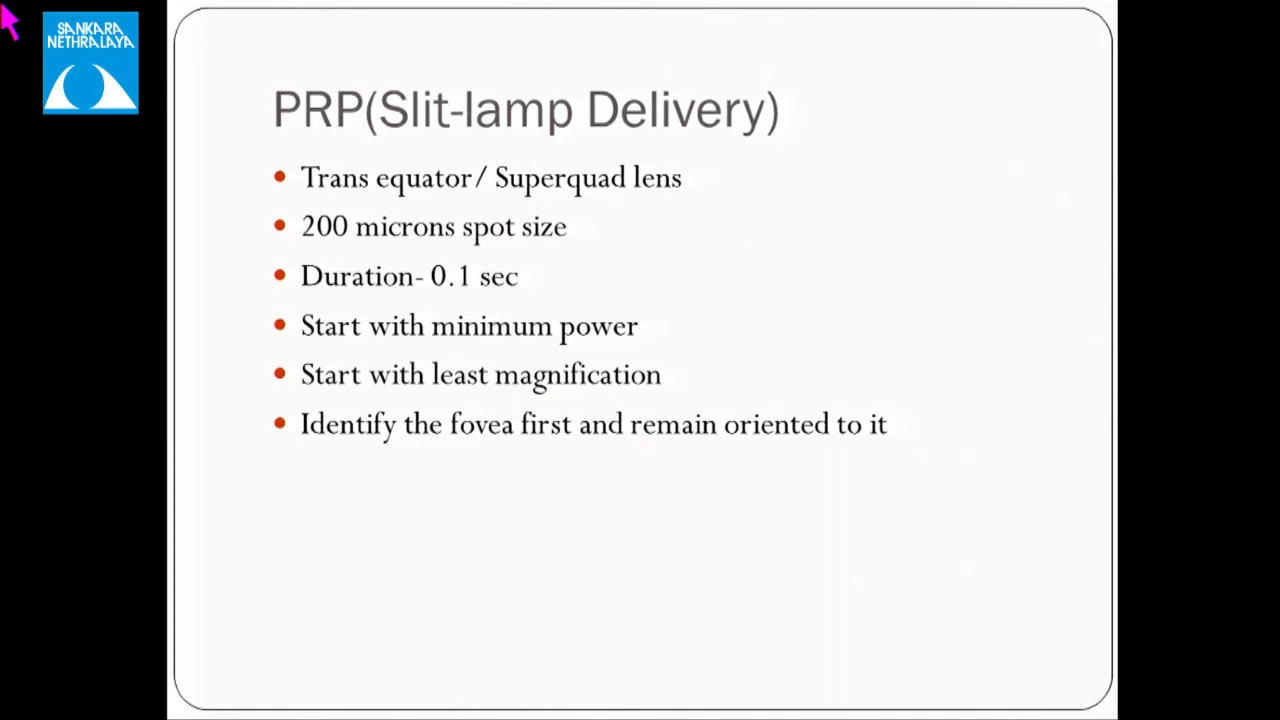 SANKARA
NETHRALAYA
PRP(Slit-lamp Delivery)
Trans equator/ Superquad lens
200 microns spot size
Duration- 0.1 sec
Start with minimum power
Start with least magnification
Identify the fovea first and remain oriented to it